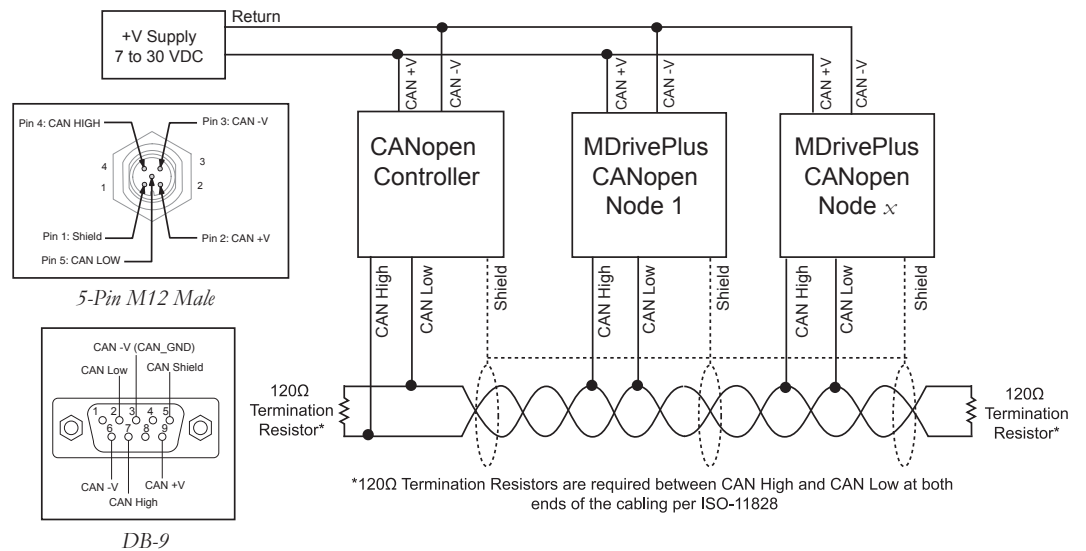 Return
+V Supply
7 to 30 VDC
CAN +V
CAN -V
CAN +V
CAN -V
CAN +V
CAN -V
Pin 4: CAN HIGH
Pin 3: CAN -V
4
3
1
2
Pin 1: Shield
Pin 2: CAN +V
Pin 5: CAN LOW
5-Pin M12 Male
CANopen
Controller
MDrivePlus
CANopen
Node 1
MDrivePlus
CANopen
Node x
CAN High
CAN Low
Shield
CAN High
CAN Low
Shield
CAN High
CAN Low
Shield
CAN -V (CAN_GND)
CAN Low
CAN Shield
1 2 3 4 5
6 7 8 9
CAN -V
CAN +V
CAN High
DB-9
120Ω
Termination
Resistor*
120Ω
Termination
Resistor*
*120Ω Termination Resistors are required between CAN High and CAN Low at both
ends of the cabling per ISO-11828